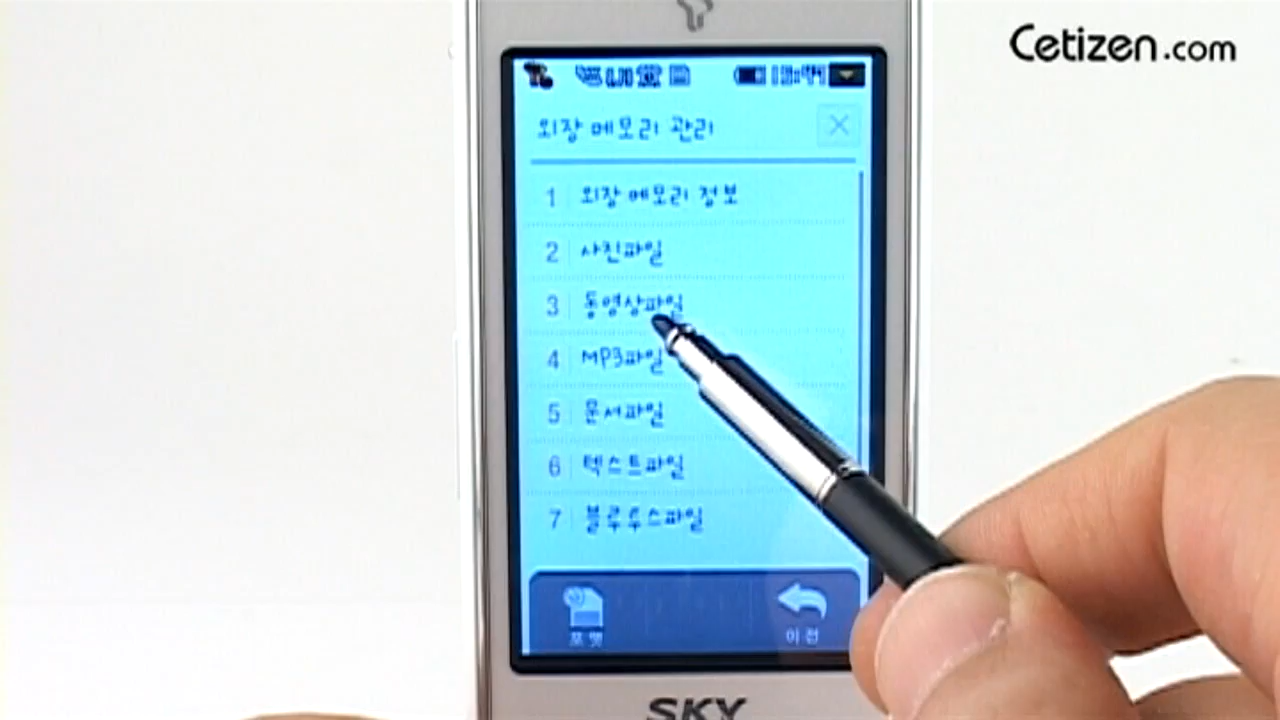 Cetizen.com
외장 메모리 관리
1 외장 메모리 정보
2 사진파일
3 동영상파일
4 MP3파일
5 문서파일
6 텍스트파일
7 블루투스파일
포맷 이전
SKY